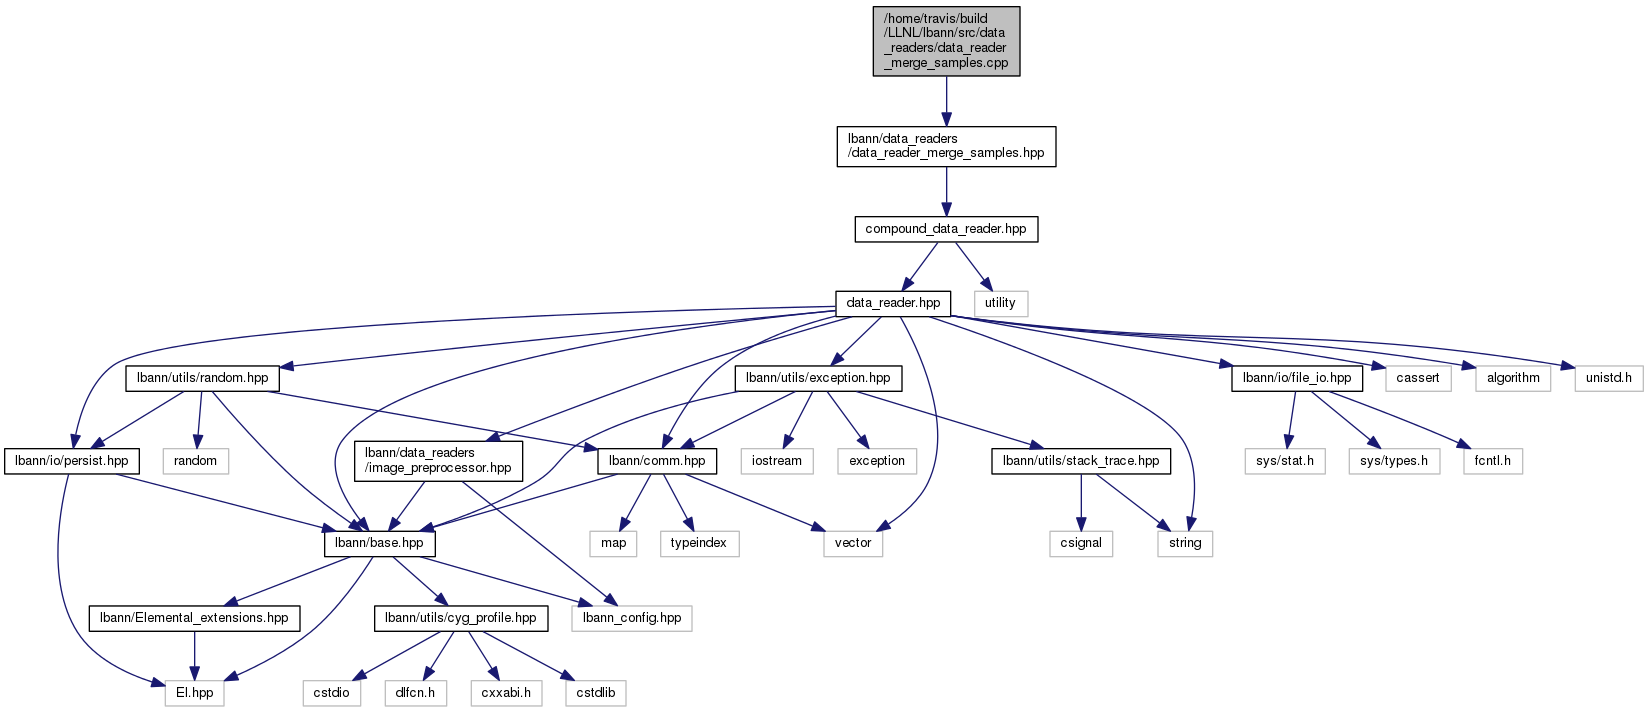 /home/travis/build
/LLNL/lbann/src/data
_readers/data_reader
_merge_samples.cpp
lbann/data_readers
/data_reader_merge_samples.hpp
compound_data_reader.hpp
data_reader.hpp
utility
lbann/utils/random.hpp
lbann/utils/exception.hpp
lbann/io/file_io.hpp
cassert
algorithm
unistd.h
lbann/io/persist.hpp
random
lbann/data_readers
/image_preprocessor.hpp
lbann/comm.hpp
iostream
exception
lbann/utils/stack_trace.hpp
sys/stat.h
sys/types.h
fcntl.h
lbann/base.hpp
map
typeindex
vector
csignal
string
lbann/Elemental_extensions.hpp
lbann/utils/cyg_profile.hpp
lbann_config.hpp
El.hpp
cstdio
dlfcn.h
cxxabi.h
cstdlib